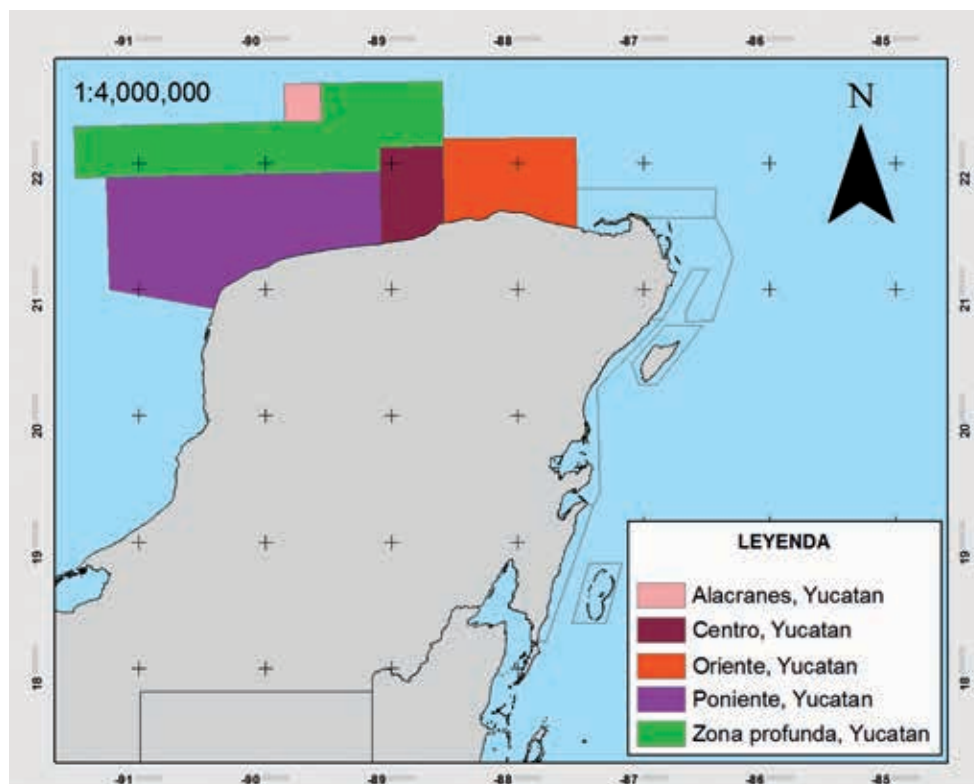 -91 -90 -89 -88 -87 -86 -85
1:4,000,000
N
22 22
21 21
20 20
19 19
18 18
LEYENDA
Alacranes, Yucatan
Centro, Yucatan
Oriente, Yucatan
Poniente, Yucatan
Zona profunda, Yucatan
-91 -90 -89 -88 -87 -86 -85